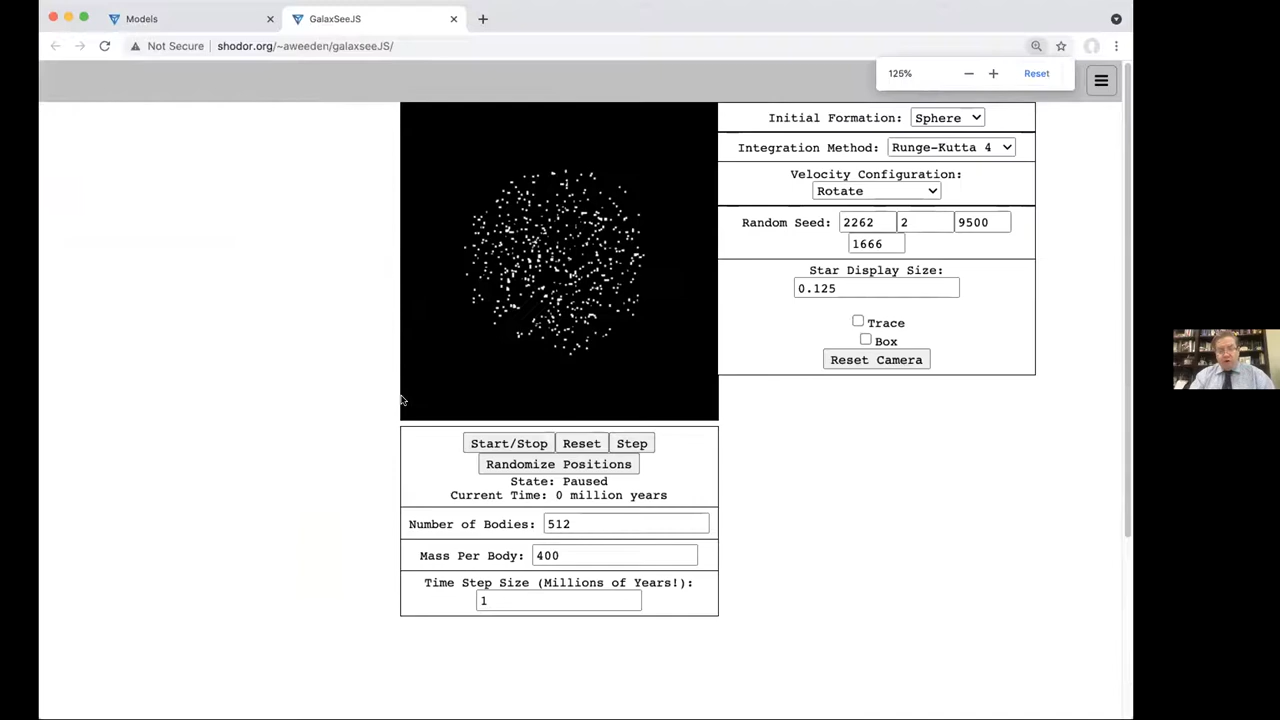 Models
GalaxSeeJS
Not Secure
shodor.org/~aweeden/galaxseeJS/
125%
Reset
Initial Formation: Sphere
Integration Method: Runge-Kutta 4
Velocity Configuration:
Rotate
Random Seed: 2262 2 9500
1666
Star Display Size:
0.125
Trace
Box
Reset Camera
Start/Stop Reset Step
Randomize Positions
State: Paused
Current Time: 0 million years
Number of Bodies: 512
Mass Per Body: 400
Time Step Size (Millions of Years!):
1